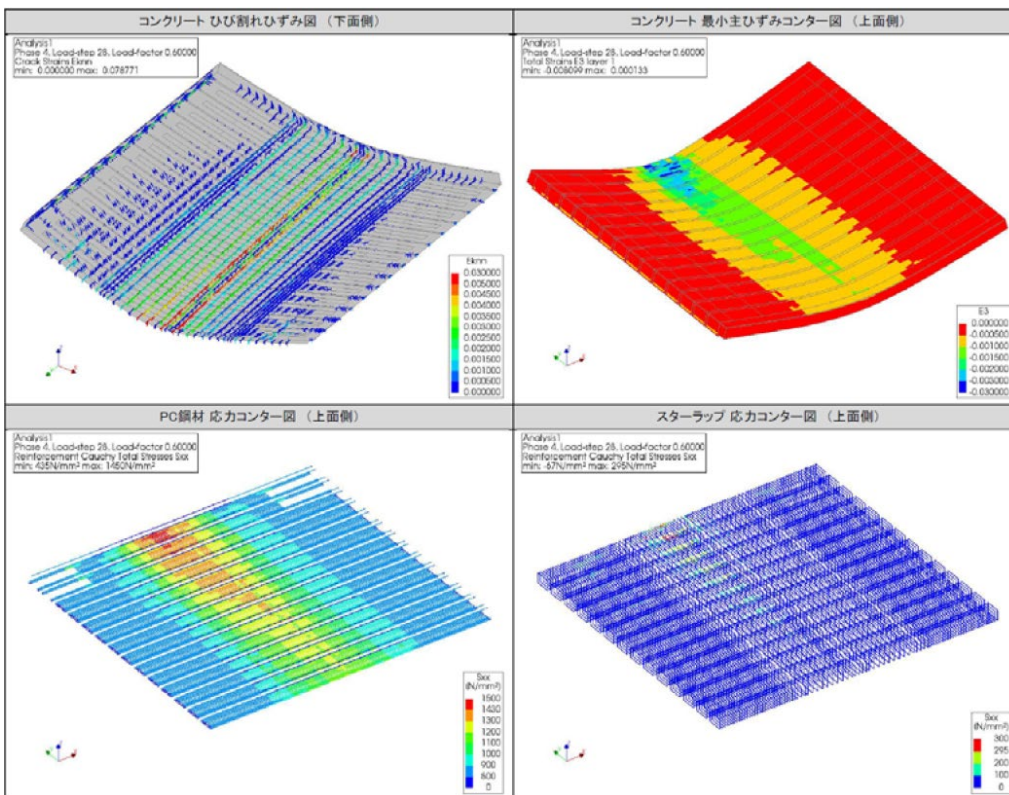 コンクリート ひび割れひずみ図 (下面側)
Analysis1
Phase 4, Load-step 28, Load-factor 0.60000
Crack Strains Eknn
min: 0.000000 max: 0.078771
Eknn
0.030000
0.005000
0.004500
0.004000
0.003500
0.003000
0.002500
0.002000
0.001500
0.001000
0.000500
0.000000
コンクリート 最小主ひずみコンター図 (上面側)
Analysis1
Phase 4, Load-step 28, Load-factor 0.60000
Total Strains E3 layer 1
min: -0.008099 max: 0.000133
E3
0.000000
-0.000500
-0.001000
-0.001500
-0.002000
-0.003000
-0.030000
PC鋼材 応力コンター図 (上面側)
Analysis1
Phase 4, Load-step 28, Load-factor 0.60000
Reinforcement Cauchy Total Stresses Sxx
min: 435N/mm² max: 1450N/mm²
Sxx
(N/mm²)
1500
1430
1300
1200
1100
1000
900
800
0
スターラップ 応力コンター図 (上面側)
Analysis1
Phase 4, Load-step 28, Load-factor 0.60000
Reinforcement Cauchy Total Stresses Sxx
min: -67N/mm² max: 295N/mm²
Sxx
(N/mm²)
300
295
200
100
0